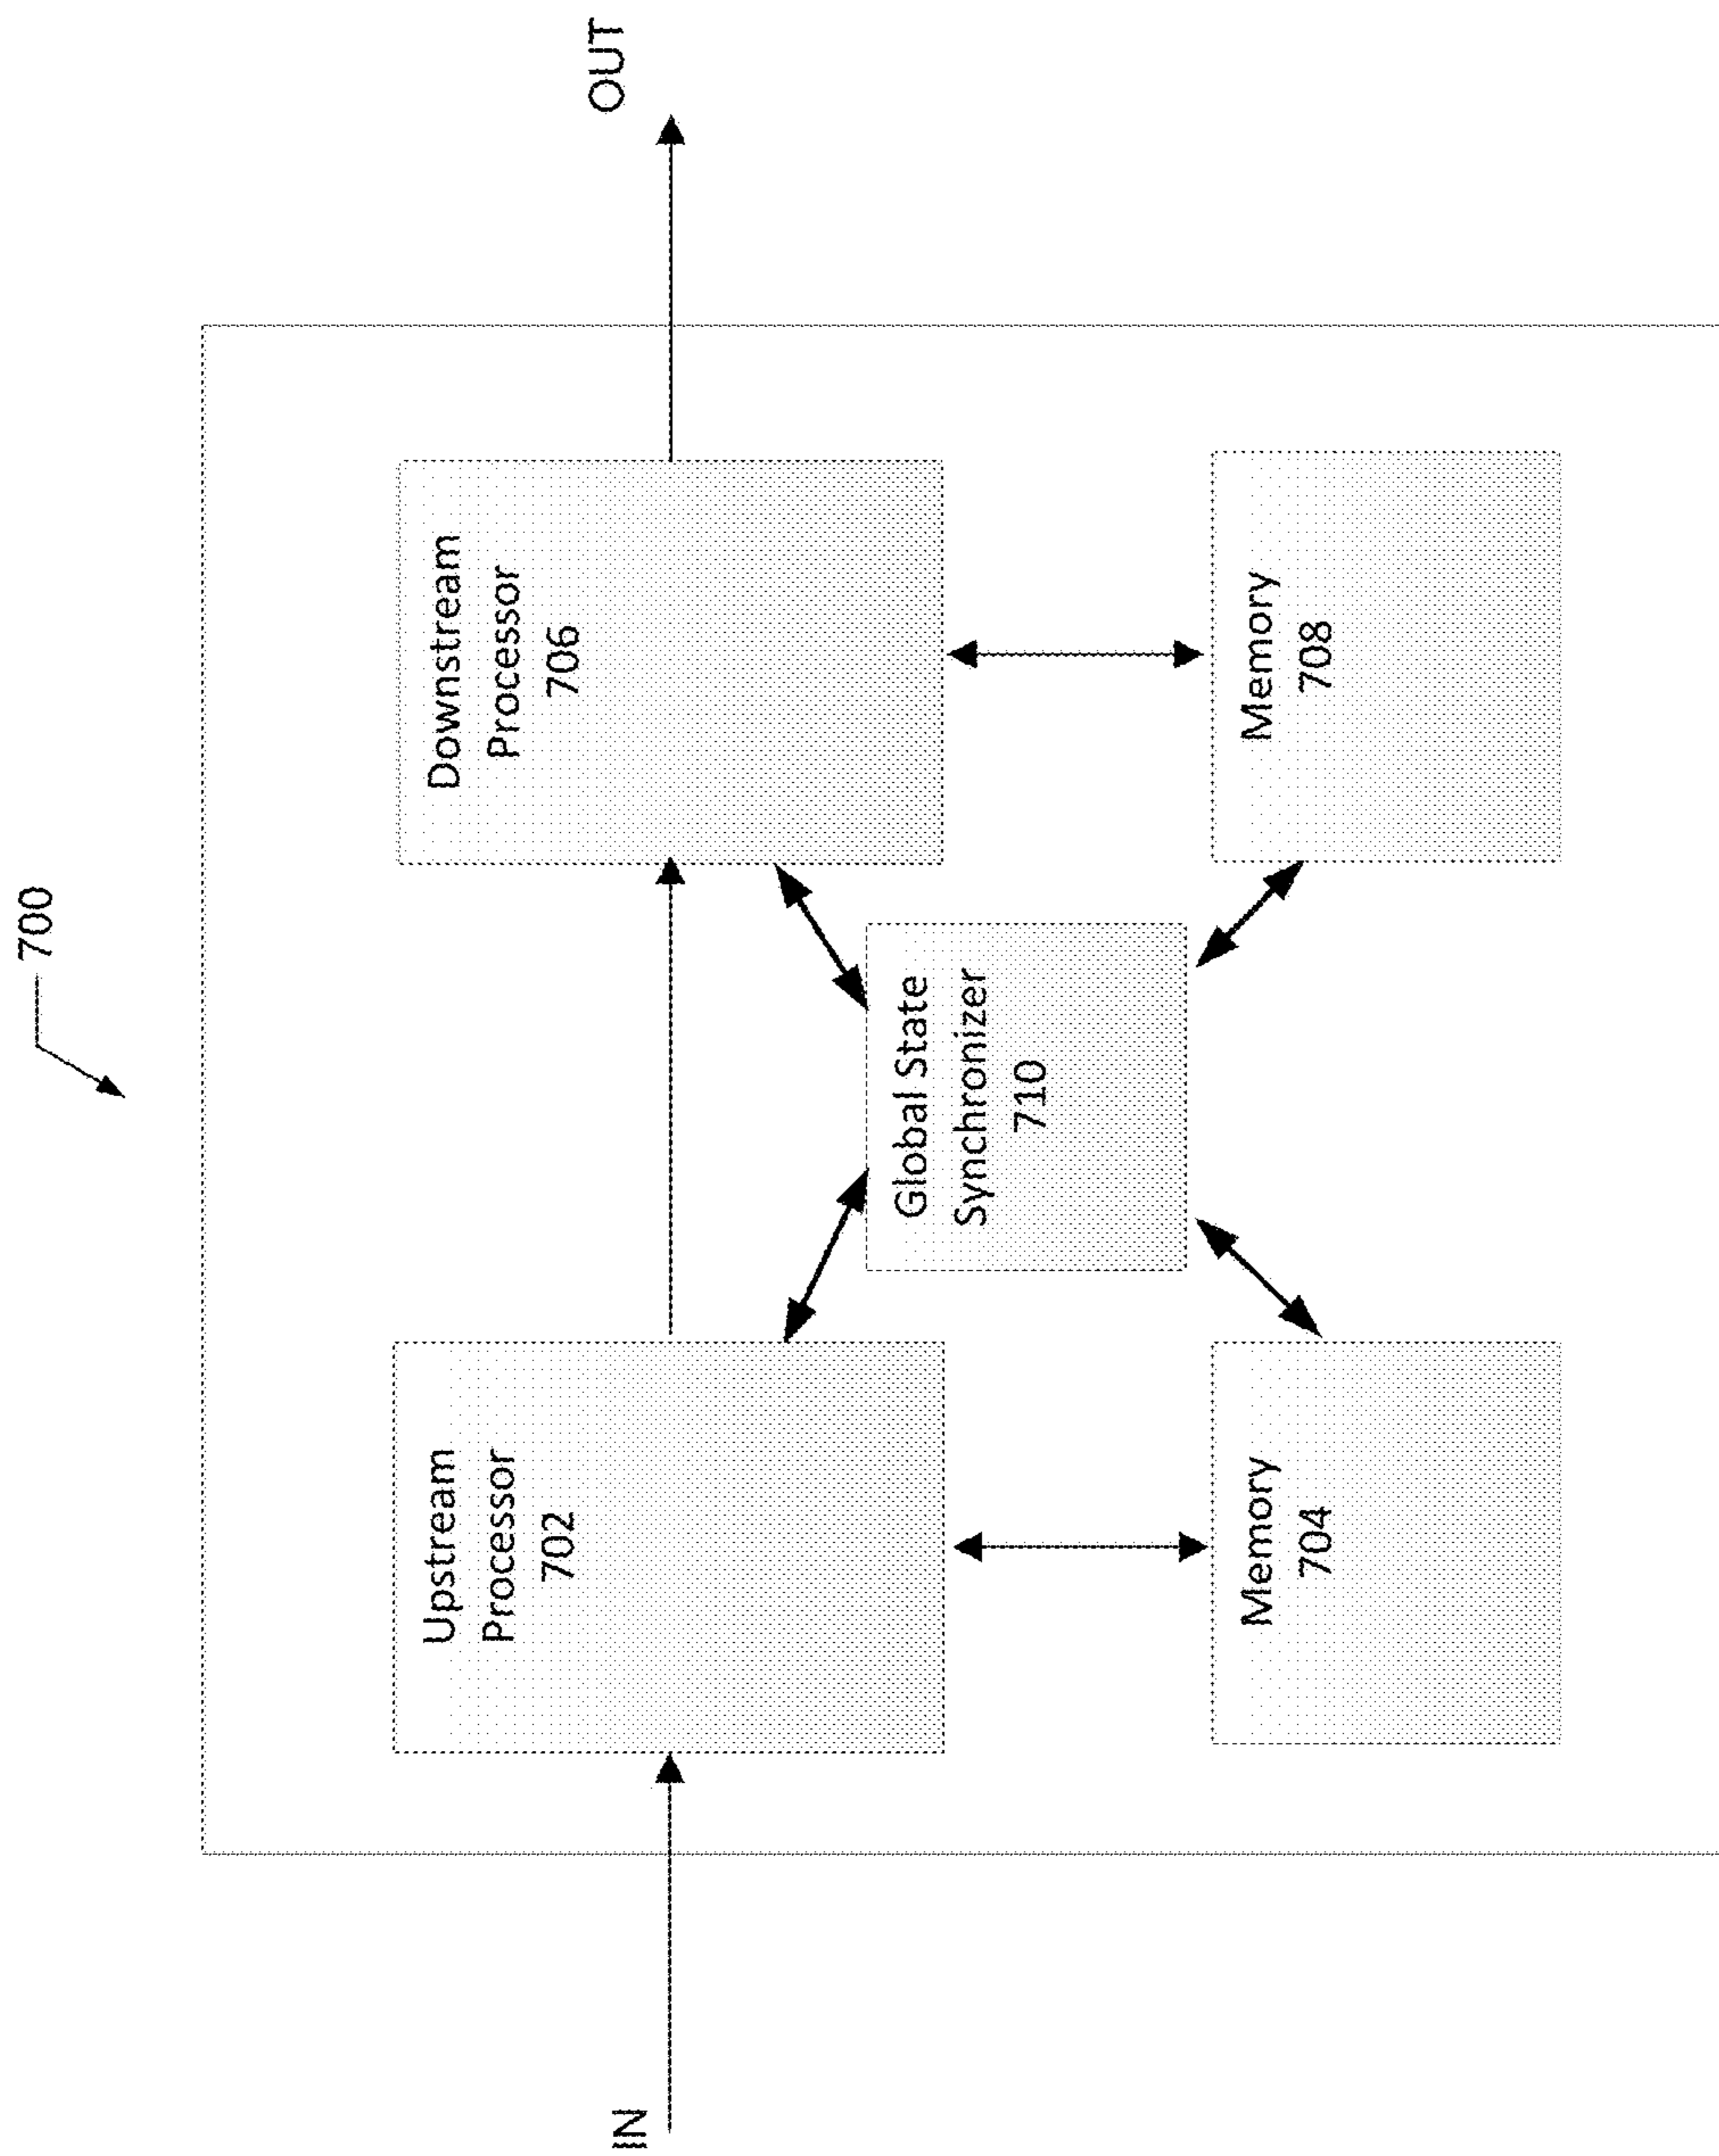 700
IN
OUT
Upstream
Processor
702
Downstream
Processor
706
Global State
Synchronizer
710
Memory
704
Memory
708